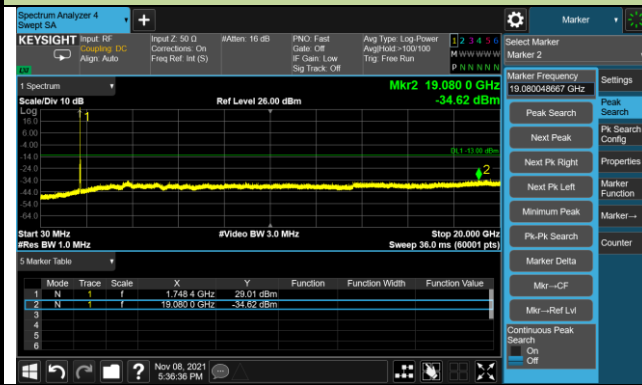 Spectrum Analyzer 4
Swept SA
KEYSIGHT
Input: RF
Coupling: DC
Align: Auto
Input Z: 50 Ω
Corrections: On
Freq Ref: Int (S)
#Atten: 16 dB
PNO: Fast
Gate: Off
IF Gain: Low
Sig Track: Off
Avg Type: Log-Power
Avg|Hold:>100/100
Trig: Free Run
1 2 3 4 5 6
M W W W W W
P N N N N N
1 Spectrum
Mkr2 19.080 0 GHz
-34.62 dBm
Scale/Div 10 dB
Ref Level 26.00 dBm
Log
16.0
6.00
-4.00
-14.0
-24.0
-34.0
-44.0
-54.0
-64.0
1
2
DL1 -13.00 dBm
Start 30 MHz
#Video BW 3.0 MHz
Stop 20.000 GHz
#Res BW 1.0 MHz
Sweep 36.0 ms (60001 pts)
5 Marker Table
Mode Trace Scale X Y Function Function Width Function Value
1 N 1 f 1.748 4 GHz 29.01 dBm
2 N 1 f 19.080 0 GHz -34.62 dBm
3
4
5
6
Nov 08, 2021
5:36:36 PM
Marker
Select Marker
Marker 2
Marker Frequency
19.080048667 GHz
Peak Search
Next Peak
Next Pk Right
Next Pk Left
Minimum Peak
Pk-Pk Search
Marker Delta
Mkr→CF
Mkr→Ref Lvl
Continuous Peak
Search
On
Off
Settings
Peak
Search
Pk Search
Config
Properties
Marker
Function
Marker→
Counter